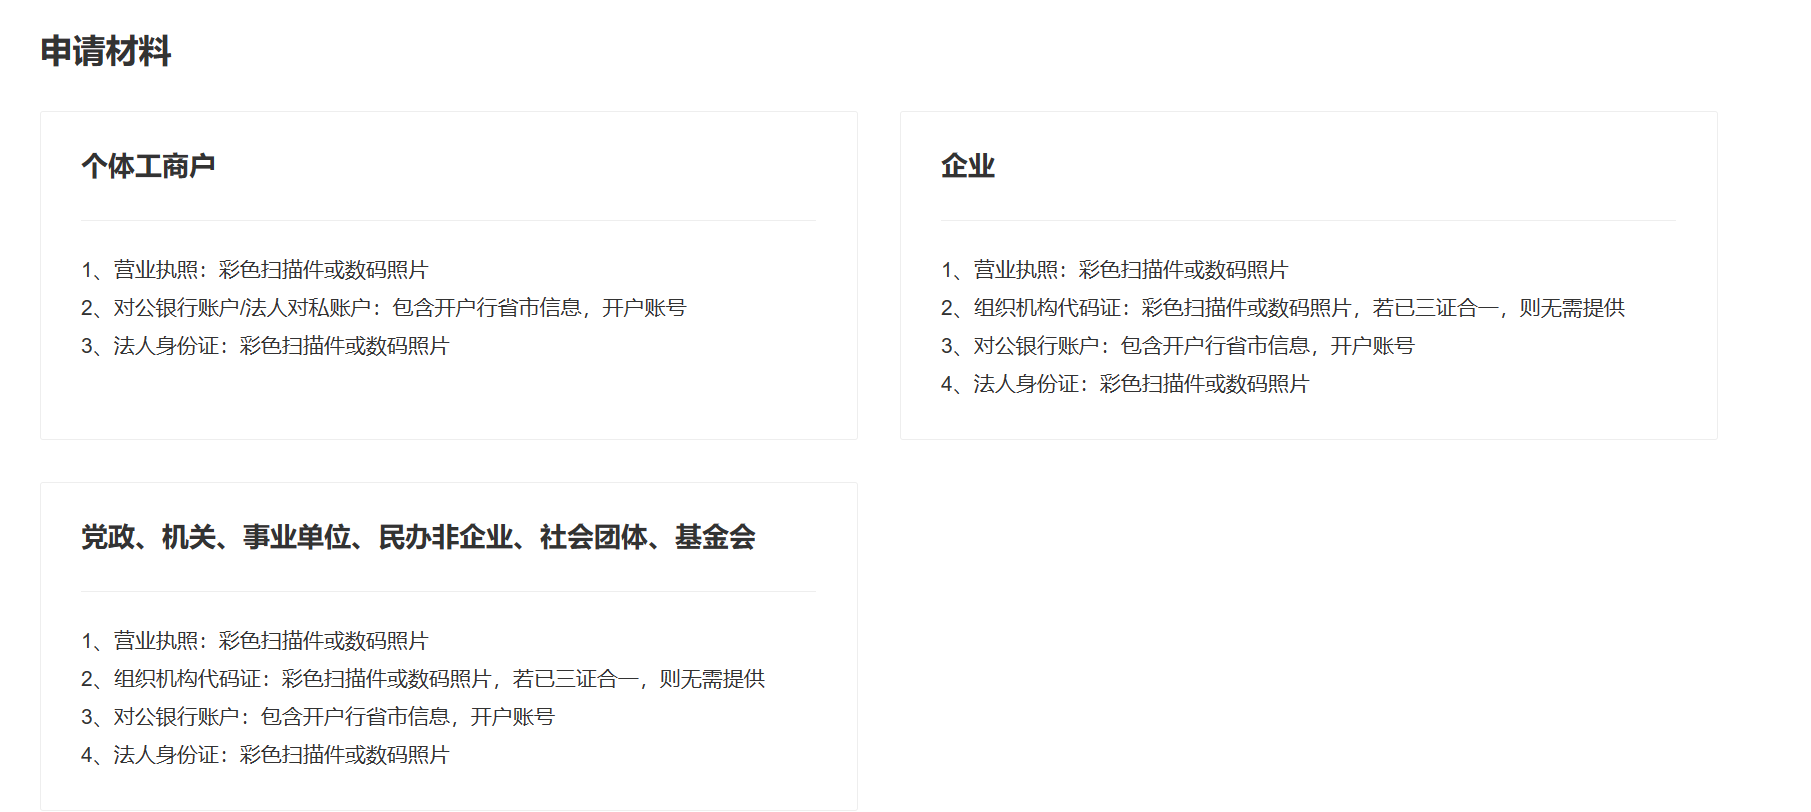 申请材料
个体工商户
1、营业执照：彩色扫描件或数码照片
2、对公银行账户/法人对私账户：包含开户行省市信息，开户账号
3、法人身份证：彩色扫描件或数码照片
企业
1、营业执照：彩色扫描件或数码照片
2、组织机构代码证：彩色扫描件或数码照片，若已三证合一，则无需提供
3、对公银行账户：包含开户行省市信息，开户账号
4、法人身份证：彩色扫描件或数码照片
党政、机关、事业单位、民办非企业、社会团体、基金会
1、营业执照：彩色扫描件或数码照片
2、组织机构代码证：彩色扫描件或数码照片，若已三证合一，则无需提供
3、对公银行账户：包含开户行省市信息，开户账号
4、法人身份证：彩色扫描件或数码照片